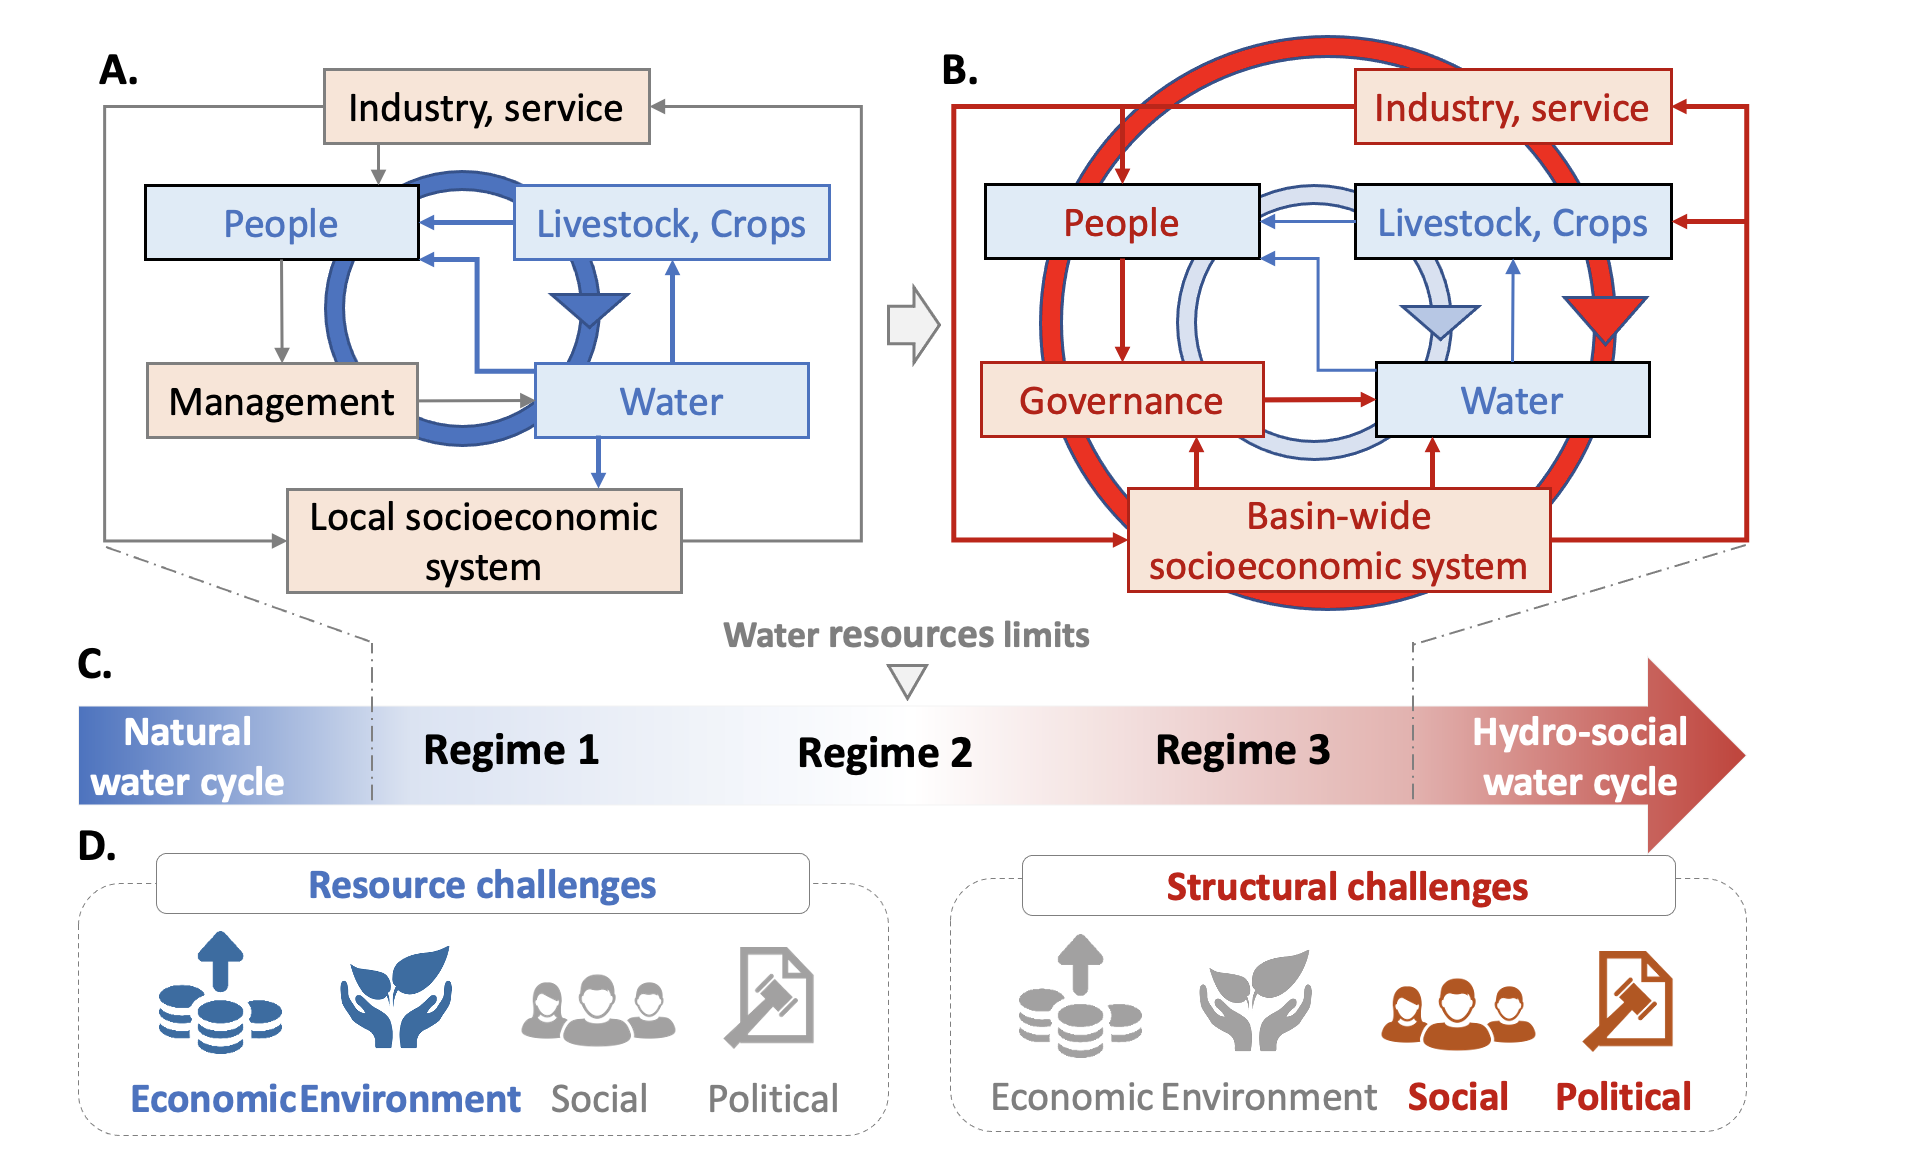 A.
Industry, service
People
Livestock, Crops
Management
Water
Local socioeconomic
system
B.
Industry, service
People
Livestock, Crops
Governance
Water
Basin-wide
socioeconomic system
Water resources limits
C.
Natural
water cycle
Regime 1
Regime 2
Regime 3
Hydro-social
water cycle
D.
Resource challenges
Economic
Environment
Social
Political
Structural challenges
Economic
Environment
Social
Political